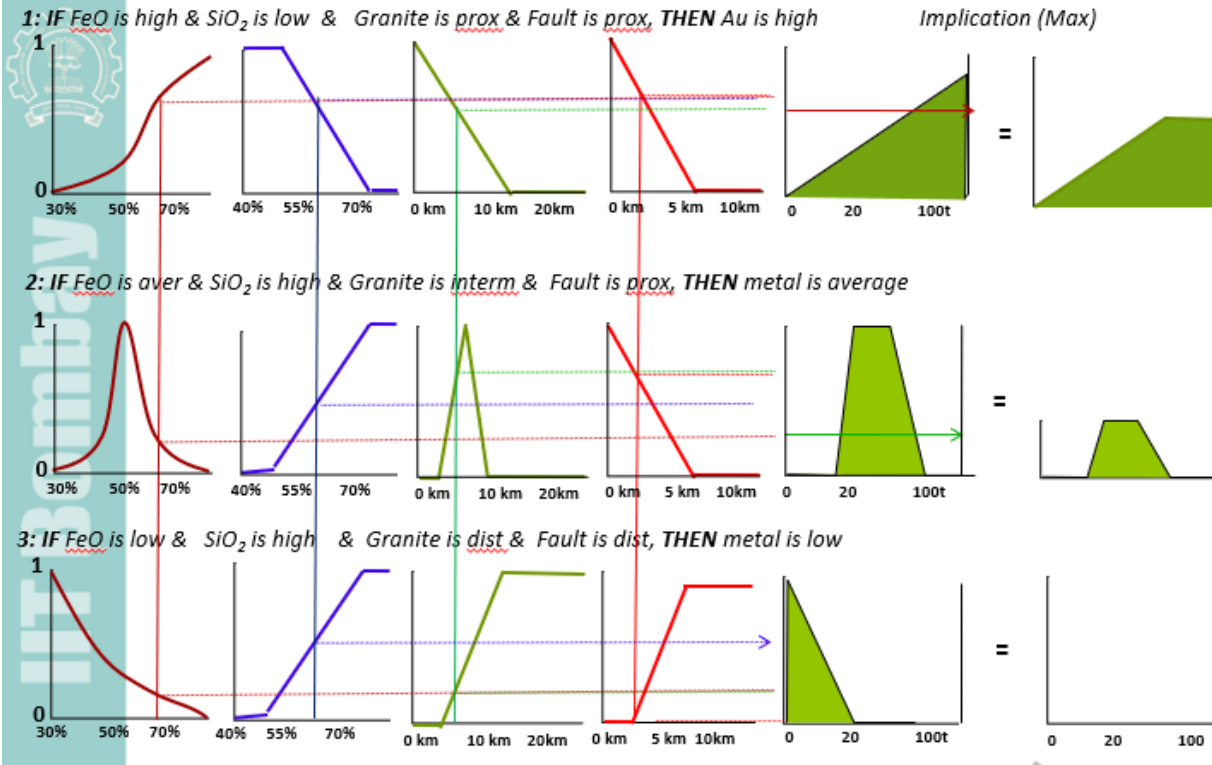 1: IF FeO is high & SiO₂ is low & Granite is prox & Fault is prox, THEN Au is high Implication (Max)
1
0
30% 50% 70% 40% 55% 70% 0 km 10 km 20km 0 km 5 km 10km 0 20 100t
=
2: IF FeO is aver & SiO₂ is high & Granite is interm & Fault is prox, THEN metal is average
1
0
30% 50% 70% 40% 55% 70% 0 km 10 km 20km 0 km 5 km 10km 0 20 100t
=
3: IF FeO is low & SiO₂ is high & Granite is dist & Fault is dist, THEN metal is low
1
0
30% 50% 70% 40% 55% 70% 0 km 10 km 20km 0 km 5 km 10km 0 20 100t 0 20 100
=
IIT Bombay